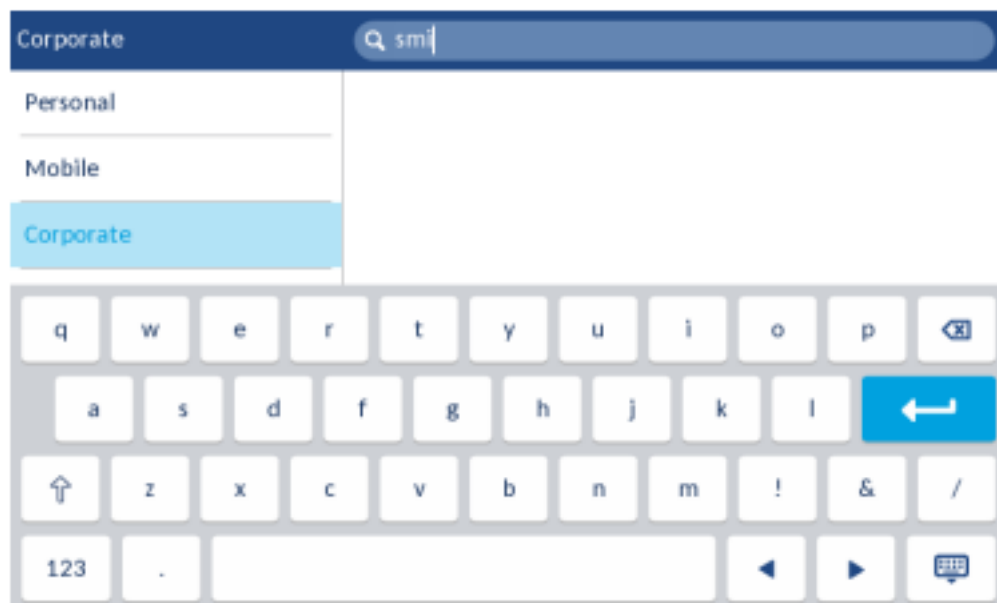 Corporate smi
Personal
Mobile
Corporate
q w e r t y u i o p
a s d f g h j k l
z x c v b n m ! & /
123 .